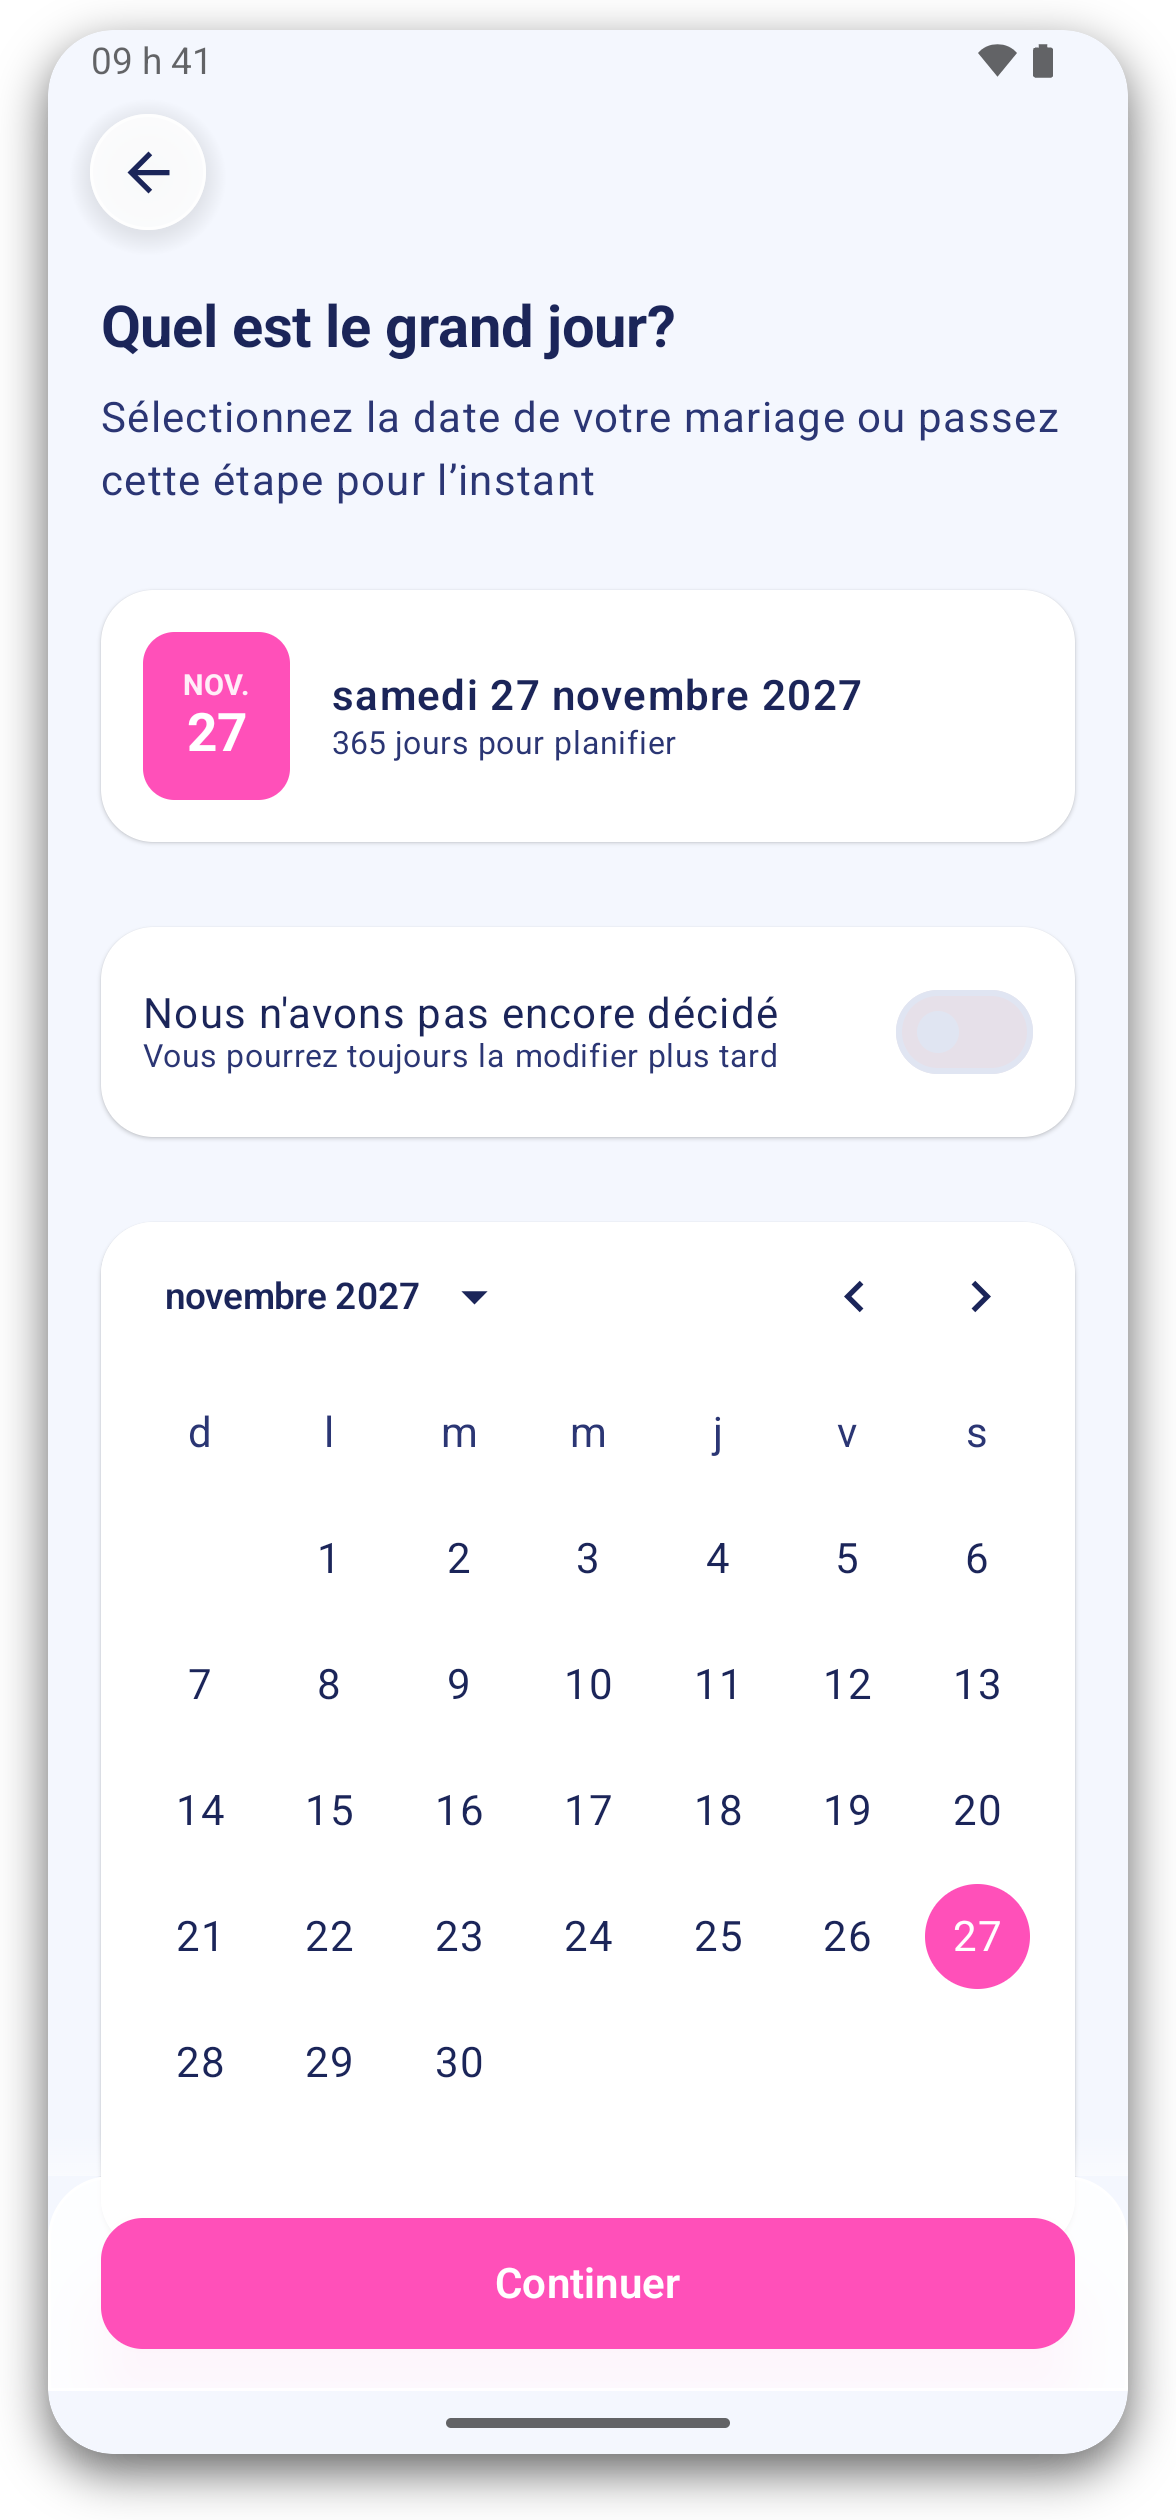 09 h 41
Quel est le grand jour?
Sélectionnez la date de votre mariage ou passez
cette étape pour l’instant
NOV.
27
samedi 27 novembre 2027
365 jours pour planifier
Nous n'avons pas encore décidé
Vous pourrez toujours la modifier plus tard
novembre 2027
d l m m j v s
1 2 3 4 5 6
7 8 9 10 11 12 13
14 15 16 17 18 19 20
21 22 23 24 25 26 27
28 29 30
Continuer